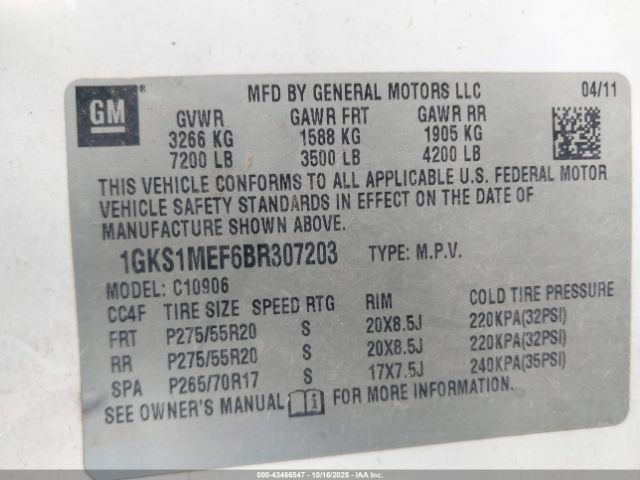 GM ® MFD BY GENERAL MOTORS LLC 04/11
GVWR GAWR FRT GAWR RR
3266 KG 1588 KG 1905 KG
7200 LB 3500 LB 4200 LB
THIS VEHICLE CONFORMS TO ALL APPLICABLE U.S. FEDERAL MOTOR
VEHICLE SAFETY STANDARDS IN EFFECT ON THE DATE OF
MANUFACTURE SHOWN ABOVE.
1GKS1MEF6BR307203 TYPE: M.P.V.
MODEL: C10906
CC4F TIRE SIZE SPEED RTG RIM COLD TIRE PRESSURE
FRT P275/55R20 S 20X8.5J 220KPA(32PSI)
RR P275/55R20 S 20X8.5J 220KPA(32PSI)
SPA P265/70R17 S 17X7.5J 240KPA(35PSI)
SEE OWNER'S MANUAL i FOR MORE INFORMATION.
000-43466547 - 10/16/2025 - COPYRIGHT IAA, LLC